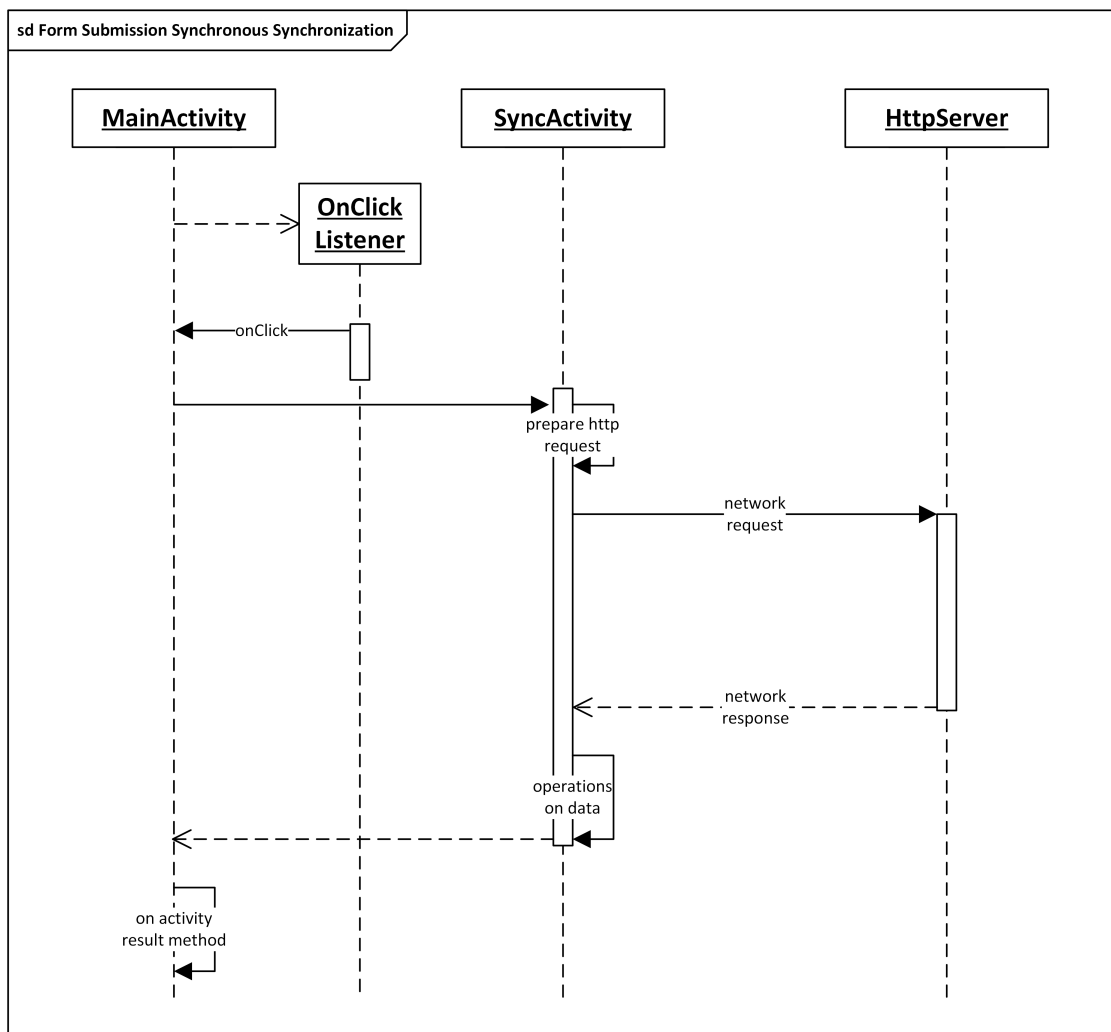 sd Form Submission Synchronous Synchronization
MainActivity
SyncActivity
HttpServer
OnClick
Listener
onClick
prepare http
request
network
request
network
response
operations
on data
on activity
result method